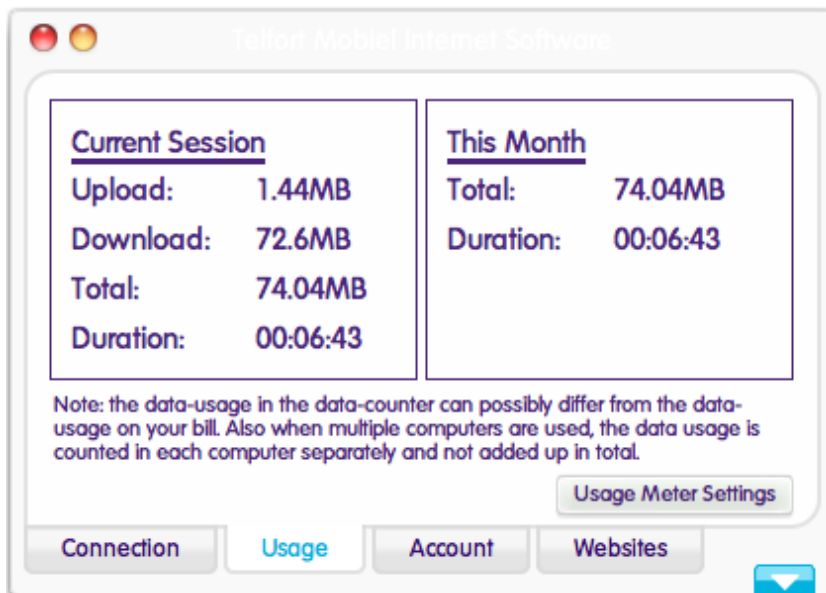 Telfort Mobiel Internet Software
Current Session
Upload: 1.44MB
Download: 72.6MB
Total: 74.04MB
Duration: 00:06:43
This Month
Total: 74.04MB
Duration: 00:06:43
Note: the data-usage in the data-counter can possibly differ from the data-
usage on your bill. Also when multiple computers are used, the data usage is
counted in each computer separately and not added up in total.
Usage Meter Settings
Connection Usage Account Websites